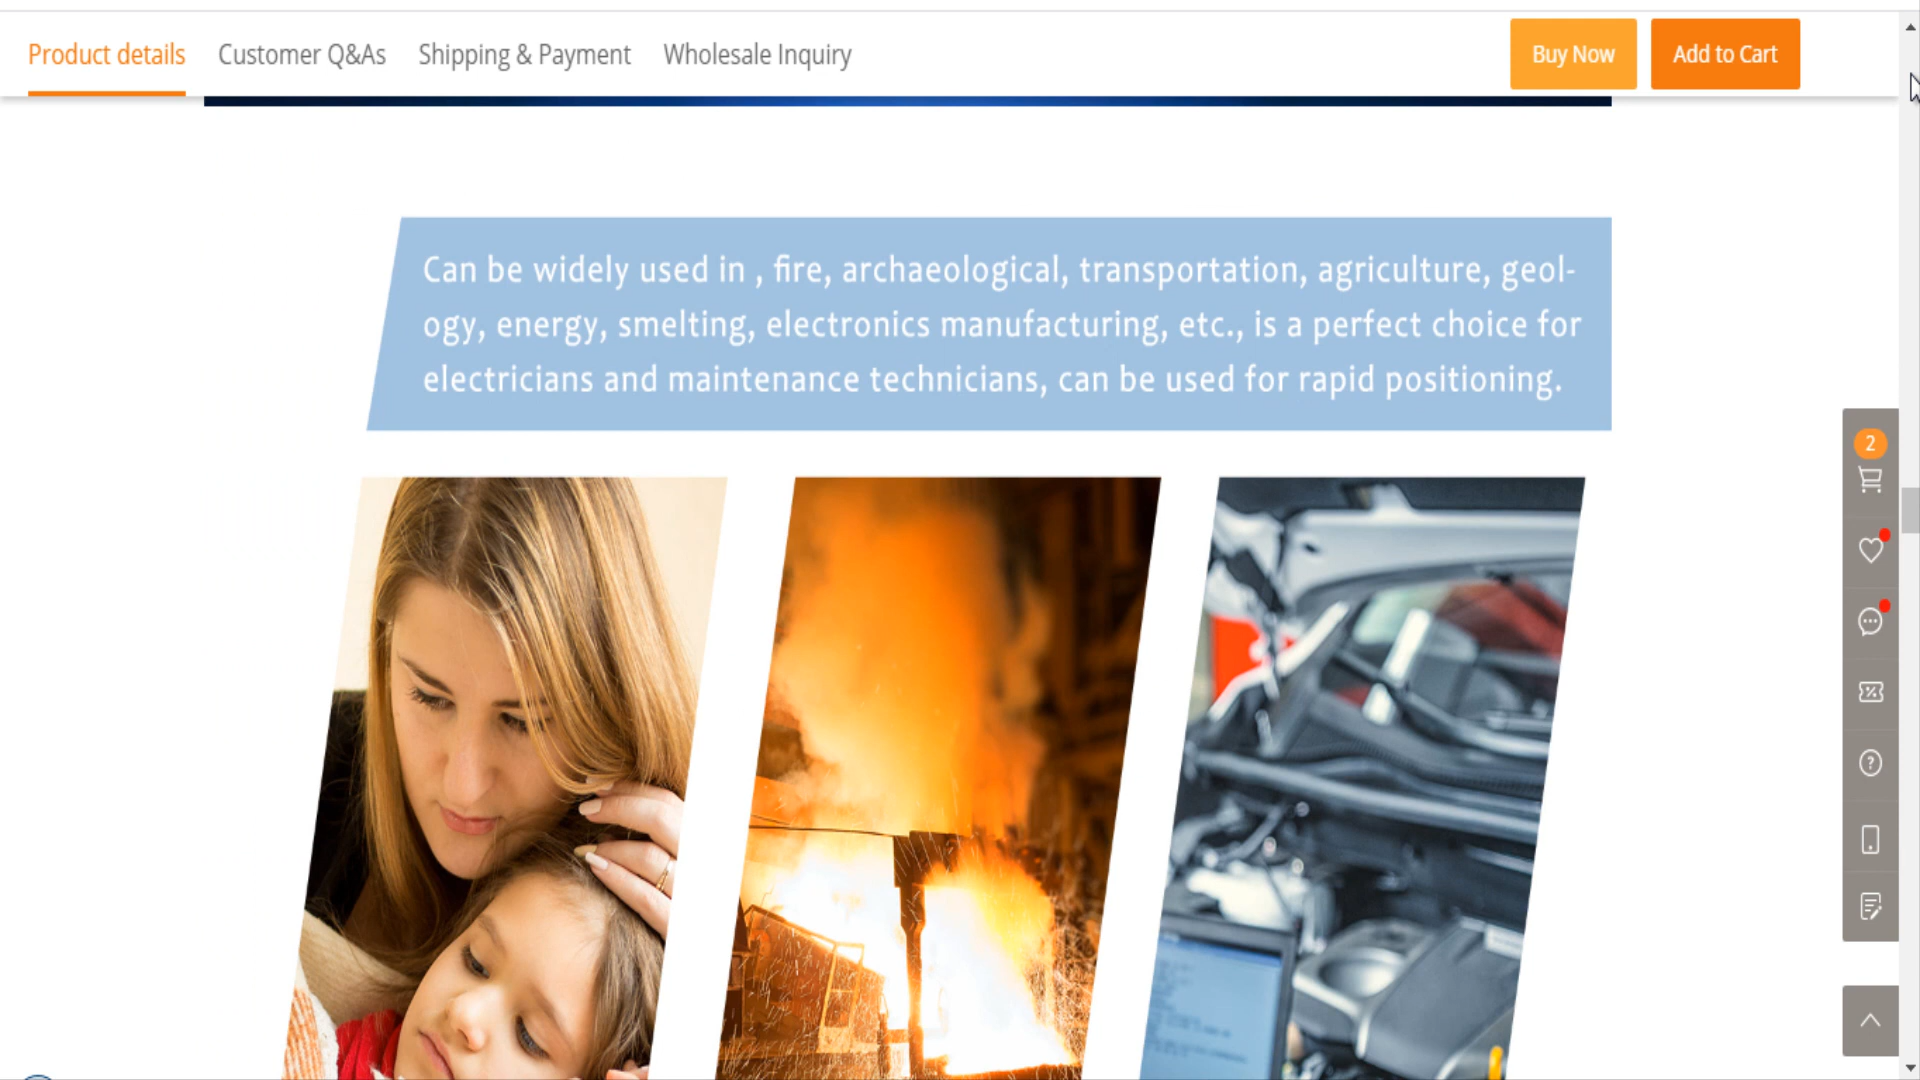 Product details
Customer Q&As
Shipping & Payment
Wholesale Inquiry
Buy Now
Add to Cart
Can be widely used in , fire, archaeological, transportation, agriculture, geol-
ogy, energy, smelting, electronics manufacturing, etc., is a perfect choice for
electricians and maintenance technicians, can be used for rapid positioning.
2